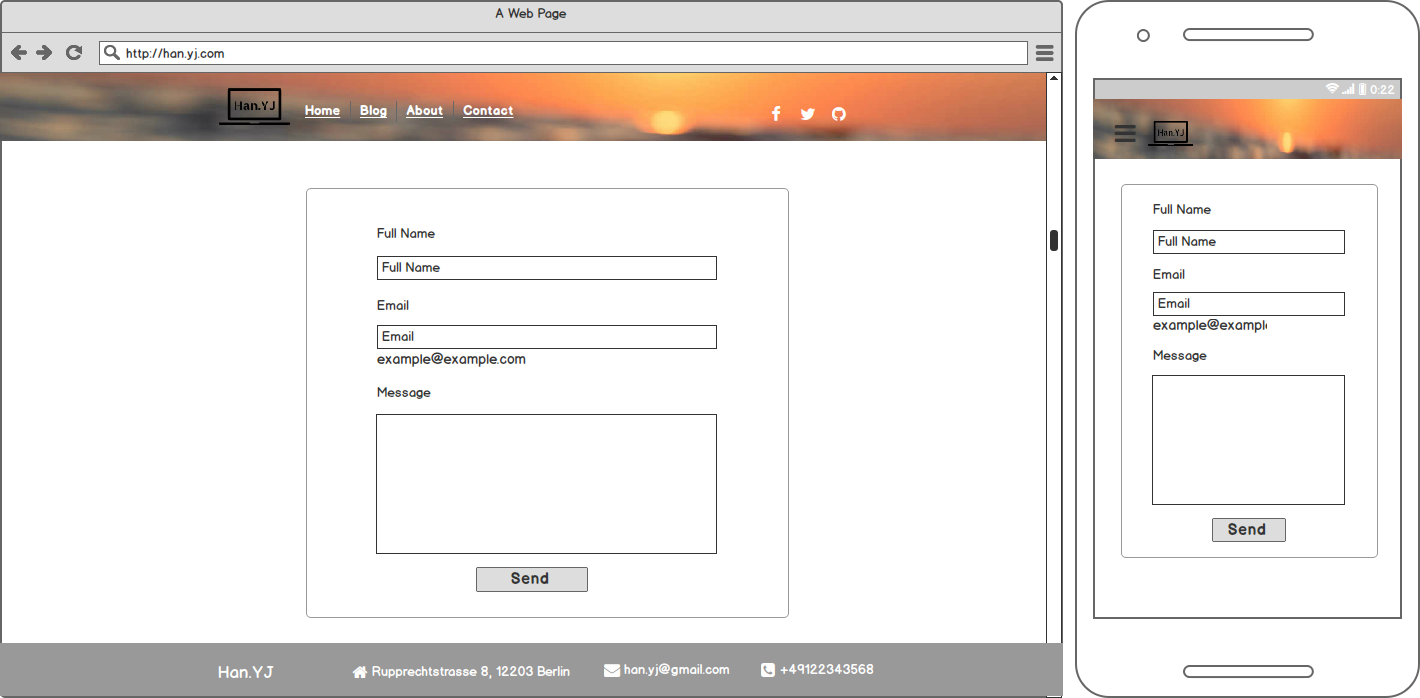 A Web Page
http://han.yj.com
Han.YJ
Home Blog About Contact
Full Name
Full Name
Email
Email
example@example.com
Message
Send
Han.YJ Rupprechtstrasse 8, 12203 Berlin han.yj@gmail.com +49122343568
0:22
Han.YJ
Full Name
Full Name
Email
Email
example@exampl
Message
Send